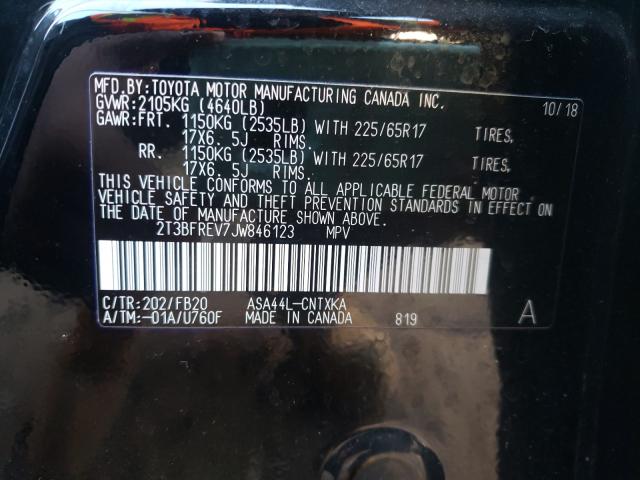 MFD.BY:TOYOTA MOTOR MANUFACTURING CANADA INC.
GVWR:2105KG (4640LB) 10/18
GAWR:FRT. 1150KG (2535LB) WITH 225/65R17 TIRES,
17X6. 5J RIMS.
RR. 1150KG (2535LB) WITH 225/65R17 TIRES,
17X6. 5J RIMS.
THIS VEHICLE CONFORMS TO ALL APPLICABLE FEDERAL MOTOR
VEHICLE SAFETY AND THEFT PREVENTION STANDARDS IN EFFECT ON
THE DATE OF MANUFACTURE SHOWN ABOVE.
2T3BFREV7JW846123 MPV
C/TR:202/FB20 ASA44L-CNTXKA
A/TM:-01A/U760F MADE IN CANADA 819 A